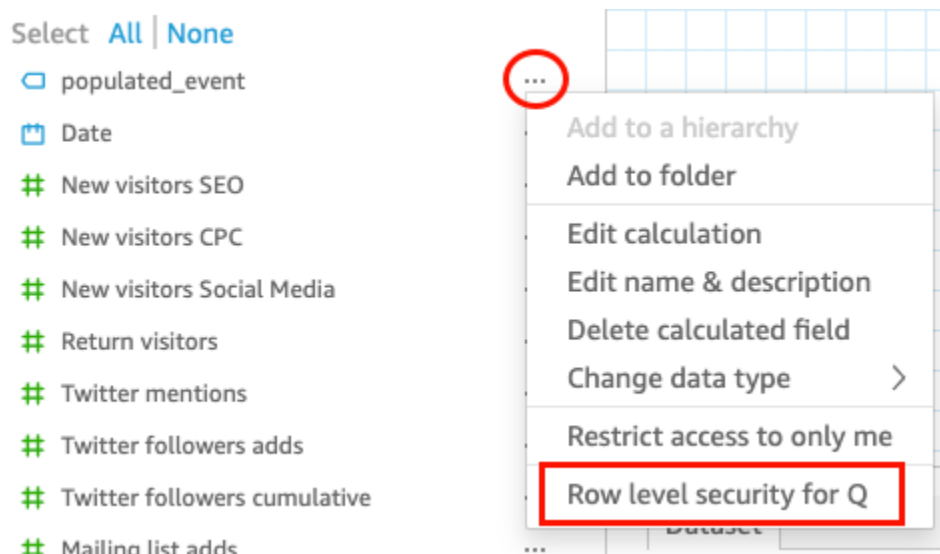 Select All | None
populated_event
...
Date
New visitors SEO
New visitors CPC
New visitors Social Media
Return visitors
Twitter mentions
Twitter followers adds
Twitter followers cumulative
Mailing list adds
...
Add to a hierarchy
Add to folder
Edit calculation
Edit name & description
Delete calculated field
Change data type
Restrict access to only me
Row level security for Q
Dataset